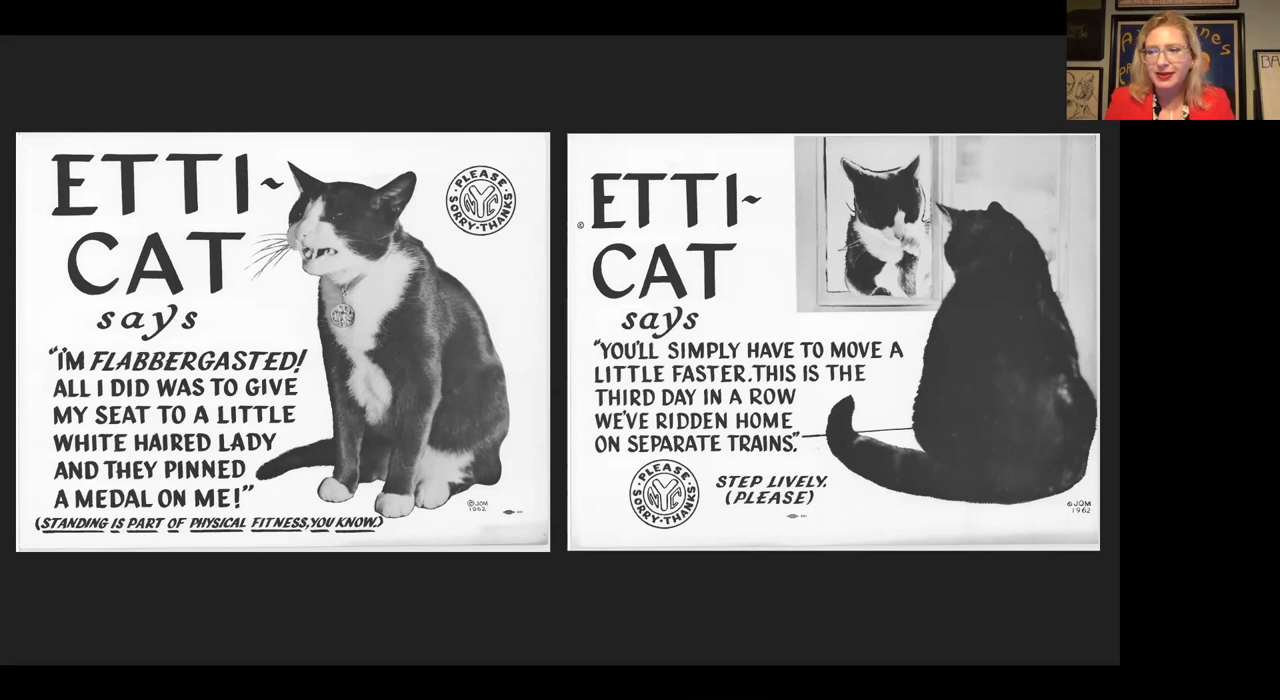 ETTI-
CAT
says
"I'M FLABBERGASTED!
ALL I DID WAS TO GIVE
MY SEAT TO A LITTLE
WHITE HAIRED LADY
AND THEY PINNED
A MEDAL ON ME!"
(STANDING IS PART OF PHYSICAL FITNESS, YOU KNOW.)
PLEASE
NYC
SORRY·THANKS
©JOM
1962
© ETTI-
CAT
says
"YOU'LL SIMPLY HAVE TO MOVE A
LITTLE FASTER. THIS IS THE
THIRD DAY IN A ROW
WE'VE RIDDEN HOME
ON SEPARATE TRAINS."
PLEASE
NYC
SORRY·THANKS
STEP LIVELY.
(PLEASE)
©JOM
1962
BA